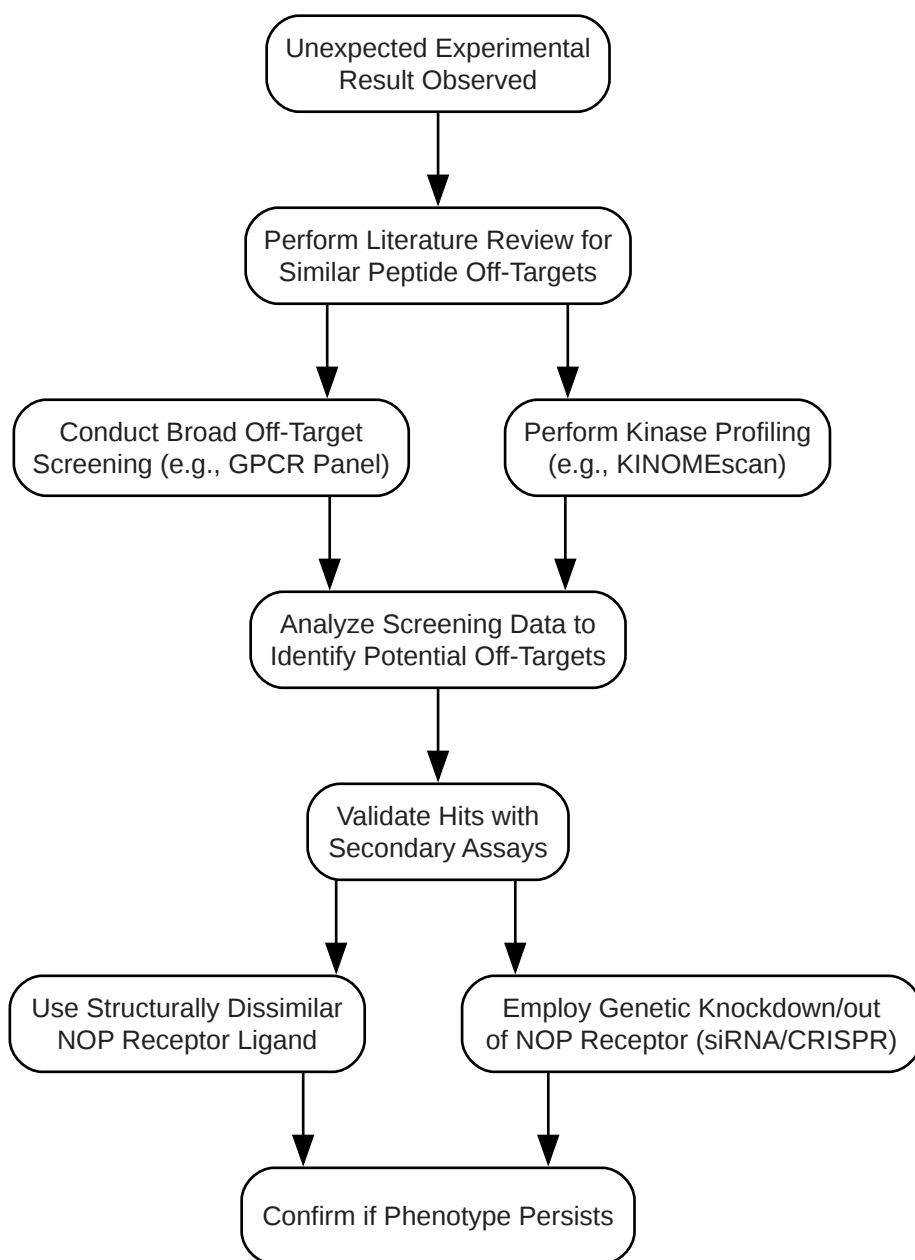 Unexpected Experimental
Result Observed
Perform Literature Review for
Similar Peptide Off-Targets
Conduct Broad Off-Target
Screening (e.g., GPCR Panel)
Perform Kinase Profiling
(e.g., KINOMEscan)
Analyze Screening Data to
Identify Potential Off-Targets
Validate Hits with
Secondary Assays
Use Structurally Dissimilar
NOP Receptor Ligand
Employ Genetic Knockdown/out
of NOP Receptor (siRNA/CRISPR)
Confirm if Phenotype Persists